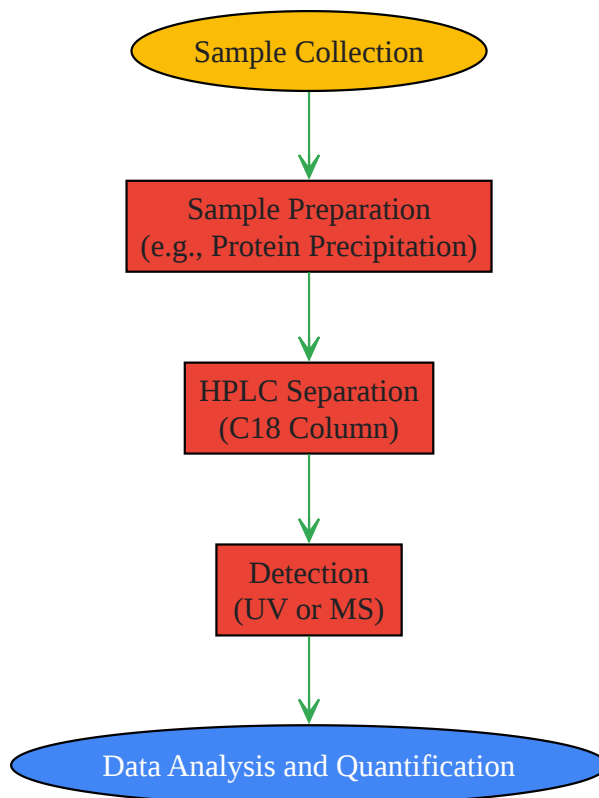 Sample Collection
Sample Preparation
(e.g., Protein Precipitation)
HPLC Separation
(C18 Column)
Detection
(UV or MS)
Data Analysis and Quantification